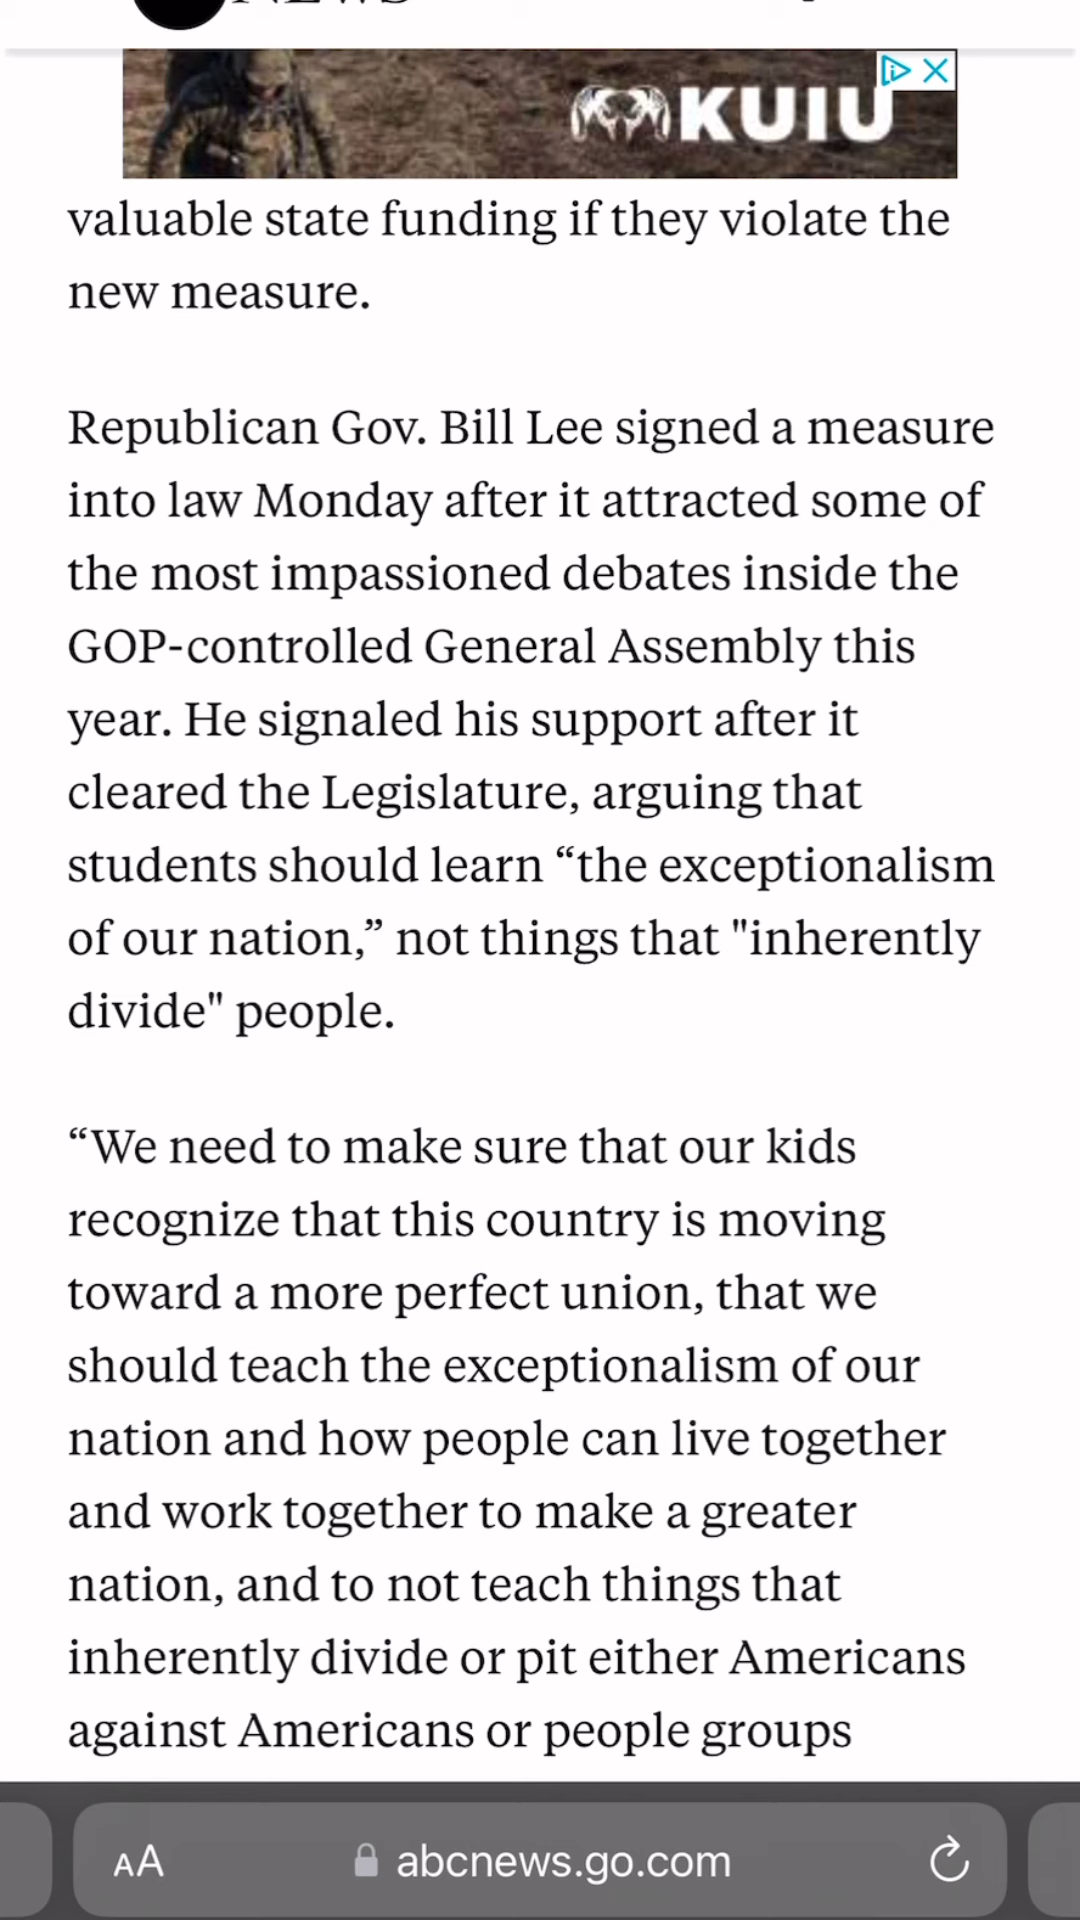 KUIU
valuable state funding if they violate the
new measure.
Republican Gov. Bill Lee signed a measure
into law Monday after it attracted some of
the most impassioned debates inside the
GOP-controlled General Assembly this
year. He signaled his support after it
cleared the Legislature, arguing that
students should learn “the exceptionalism
of our nation,” not things that "inherently
divide" people.
“We need to make sure that our kids
recognize that this country is moving
toward a more perfect union, that we
should teach the exceptionalism of our
nation and how people can live together
and work together to make a greater
nation, and to not teach things that
inherently divide or pit either Americans
against Americans or people groups
AA abcnews.go.com